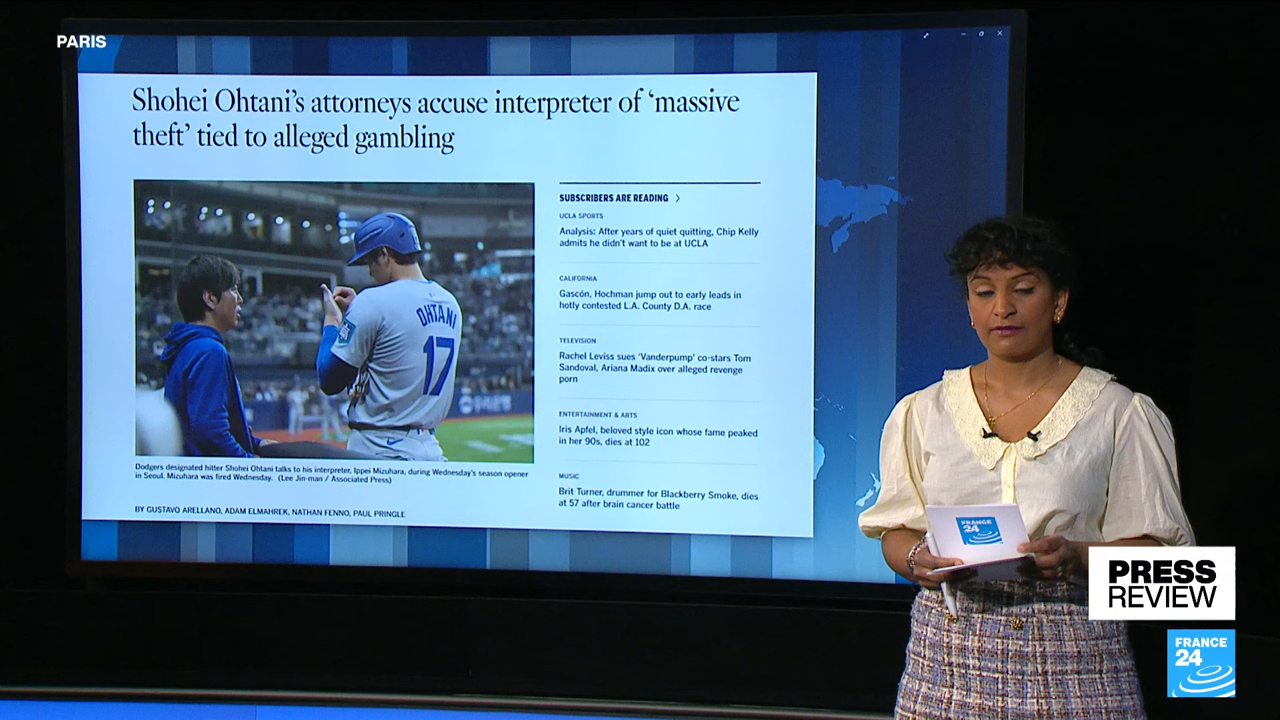 PARIS
Shohei Ohtani's attorneys accuse interpreter of 'massive
theft' tied to alleged gambling
OHTANI
17
Dodgers designated hitter Shohei Ohtani talks to his interpreter, Ippei Mizuhara, during Wednesday's season opener
in Seoul. Mizuhara was fired Wednesday. (Lee Jin-man / Associated Press)
BY GUSTAVO ARELLANO, ADAM ELMAHREK, NATHAN FENNO, PAUL PRINGLE
SUBSCRIBERS ARE READING >
UCLA SPORTS
Analysis: After years of quiet quitting, Chip Kelly
admits he didn't want to be at UCLA
CALIFORNIA
Gascón, Hochman jump out to early leads in
hotly contested L.A. County D.A. race
TELEVISION
Rachel Leviss sues 'Vanderpump' co-stars Tom
Sandoval, Ariana Madix over alleged revenge
porn
ENTERTAINMENT & ARTS
Iris Apfel, beloved style icon whose fame peaked
in her 90s, dies at 102
MUSIC
Brit Turner, drummer for Blackberry Smoke, dies
at 57 after brain cancer battle
FRANCE
24
PRESS
REVIEW
FRANCE
24